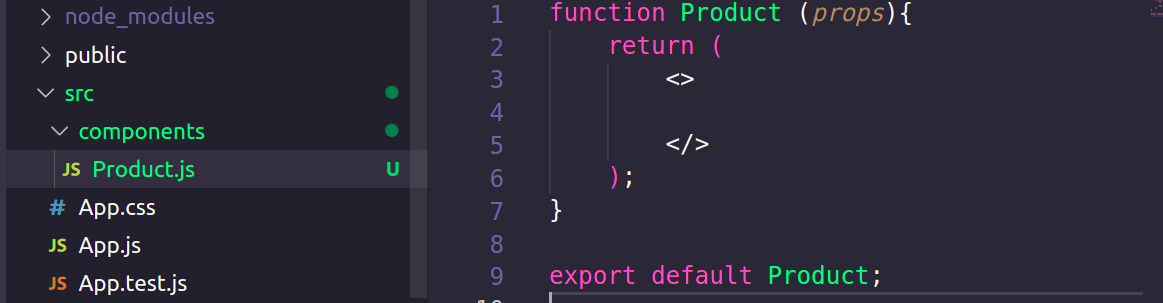 node_modules
public
src
components
JS Product.js U
# App.css
JS App.js
JS App.test.js
1 function Product (props){
2 return (
3 <>
4
5 </>
6 );
7 }
8
9 export default Product;
10